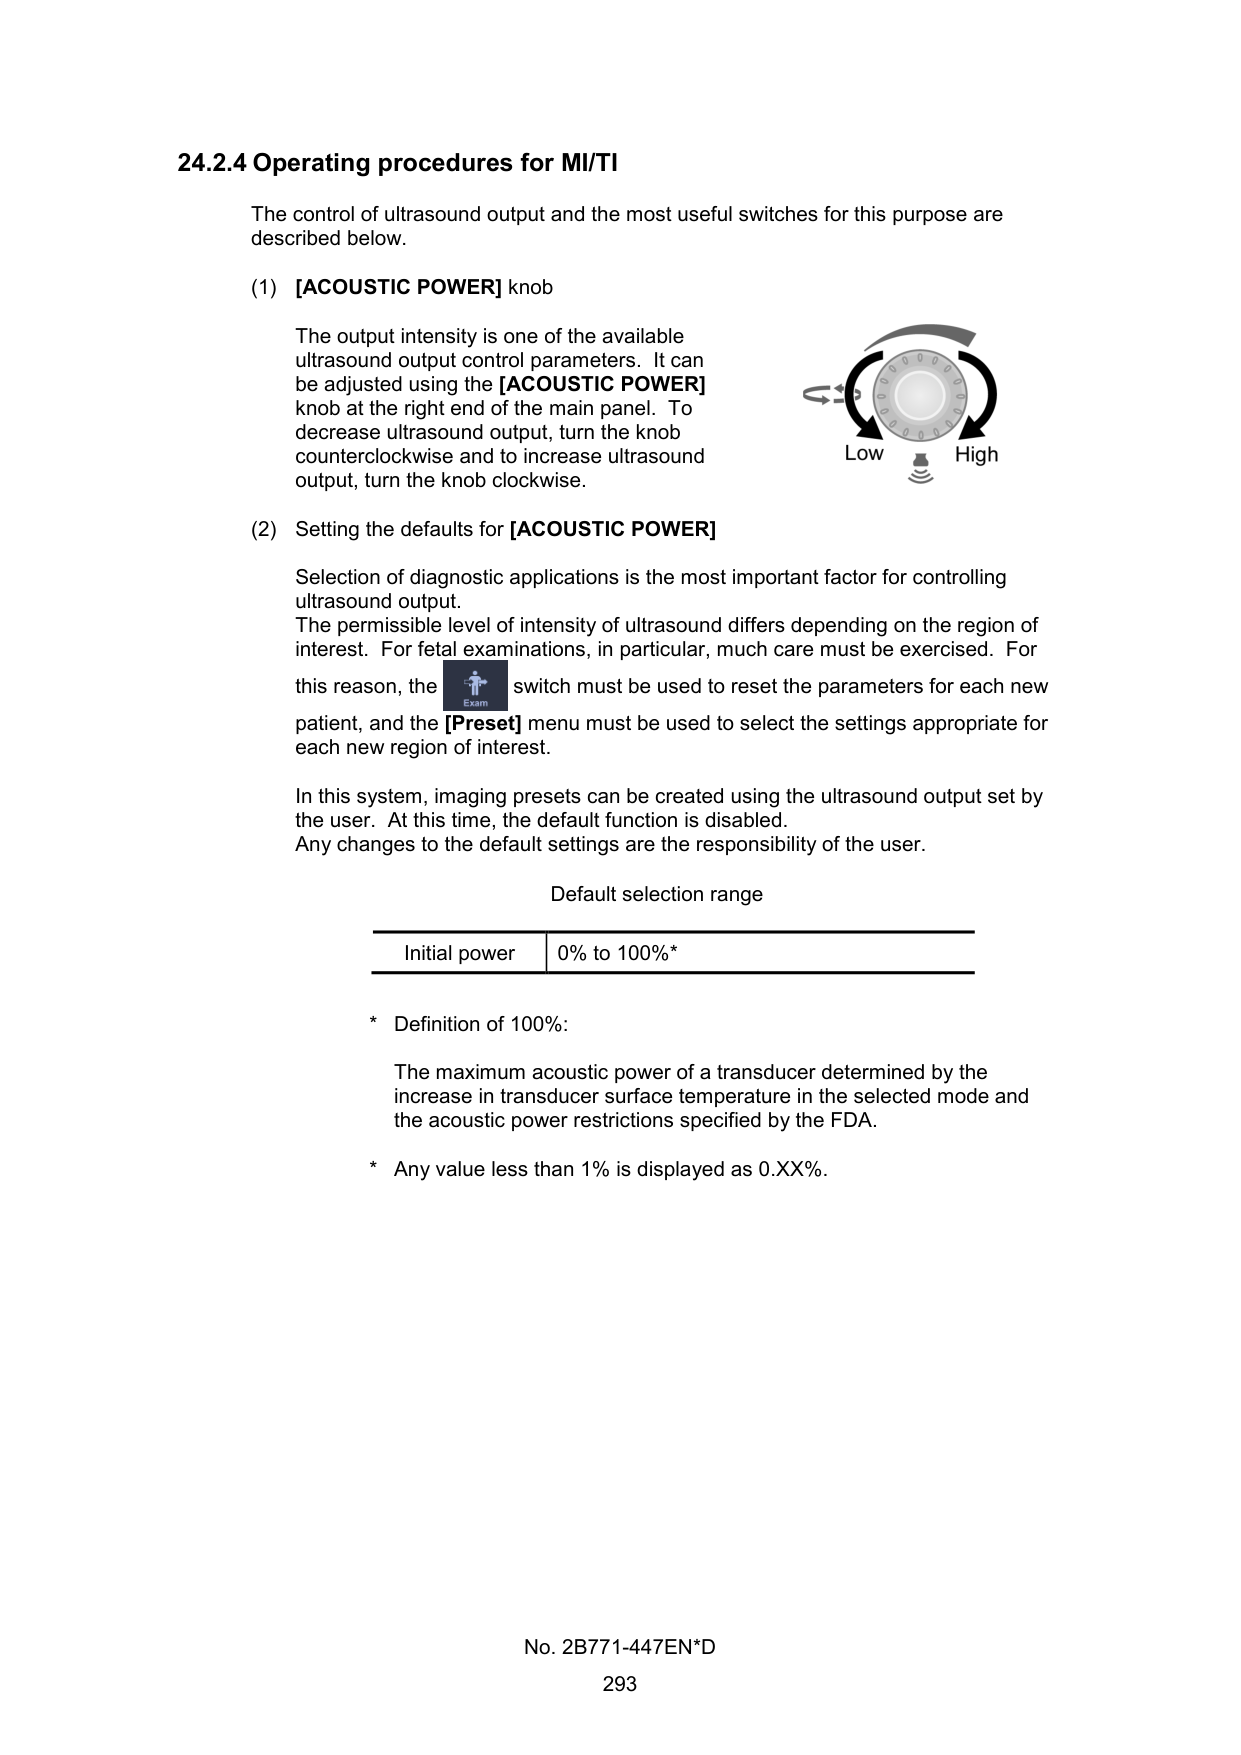 24.2.4 Operating procedures for MI/TI
The control of ultrasound output and the most useful switches for this purpose are
described below.
(1) [ACOUSTIC POWER] knob
The output intensity is one of the available
ultrasound output control parameters. It can
be adjusted using the [ACOUSTIC POWER]
knob at the right end of the main panel. To
decrease ultrasound output, turn the knob
counterclockwise and to increase ultrasound
output, turn the knob clockwise.
Low High
(2) Setting the defaults for [ACOUSTIC POWER]
Selection of diagnostic applications is the most important factor for controlling
ultrasound output.
The permissible level of intensity of ultrasound differs depending on the region of
interest. For fetal examinations, in particular, much care must be exercised. For
this reason, the Exam switch must be used to reset the parameters for each new
patient, and the [Preset] menu must be used to select the settings appropriate for
each new region of interest.
In this system, imaging presets can be created using the ultrasound output set by
the user. At this time, the default function is disabled.
Any changes to the default settings are the responsibility of the user.
Default selection range
Initial power 0% to 100%*
* Definition of 100%:
The maximum acoustic power of a transducer determined by the
increase in transducer surface temperature in the selected mode and
the acoustic power restrictions specified by the FDA.
* Any value less than 1% is displayed as 0.XX%.
No. 2B771-447EN*D
293